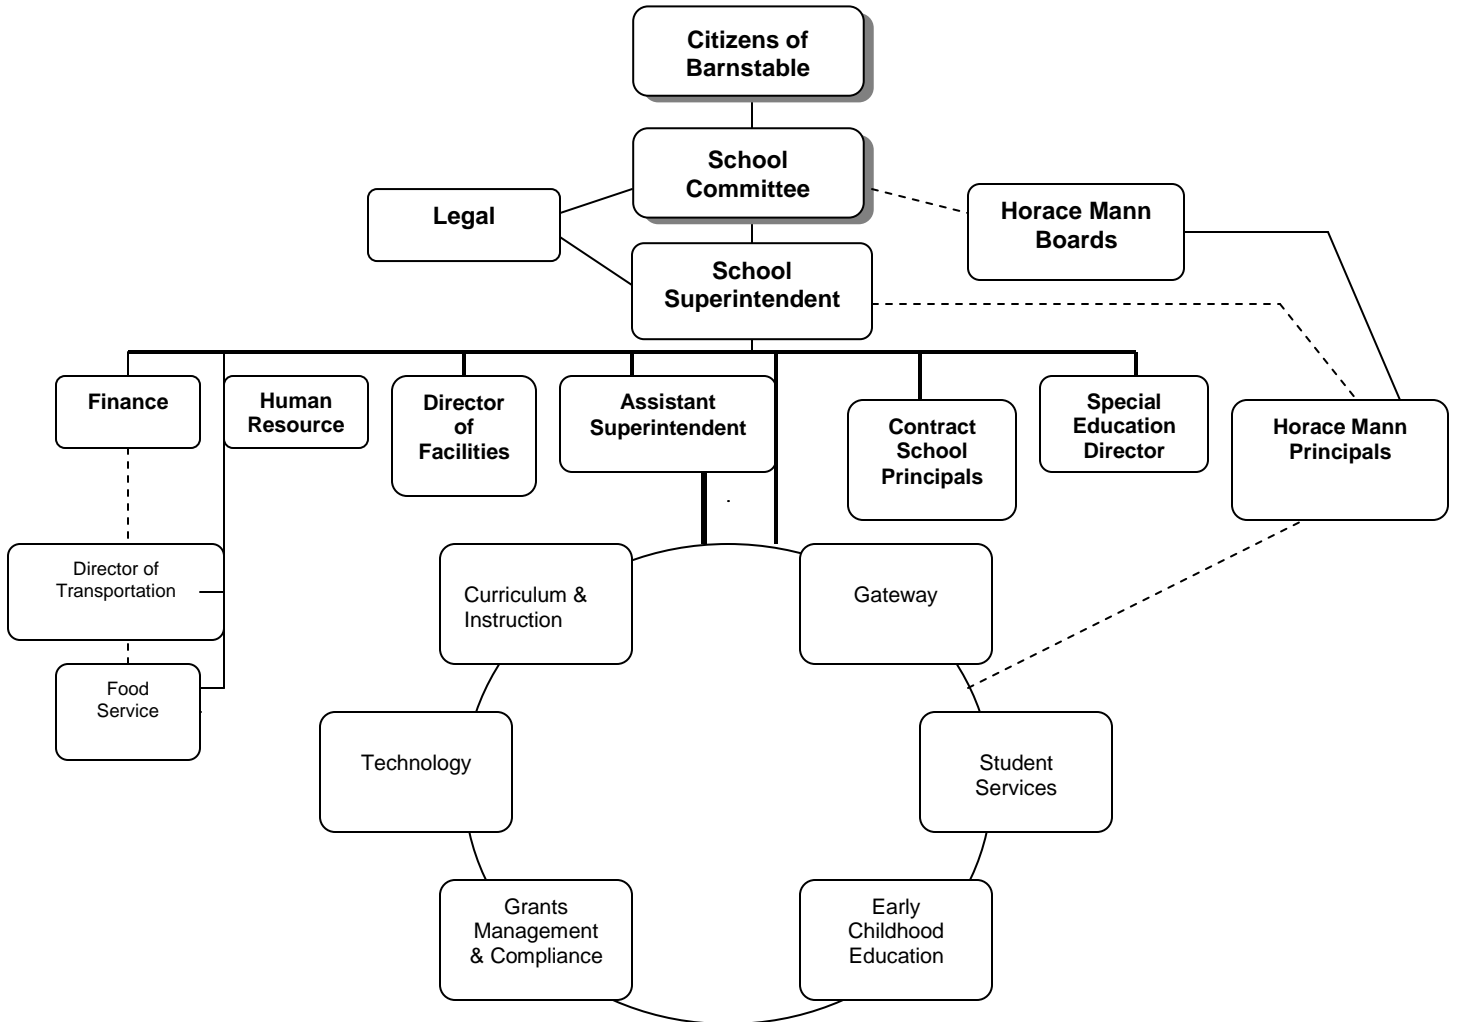 Citizens of
Barnstable
School
Committee
Legal
Horace Mann
Boards
School
Superintendent
Finance
Human
Resource
Director
of
Facilities
Assistant
Superintendent
Contract
School
Principals
Special
Education
Director
Horace Mann
Principals
.
Director of
Transportation
Food
Service
Curriculum &
Instruction
Gateway
Technology
Student
Services
Grants
Management
& Compliance
Early
Childhood
Education